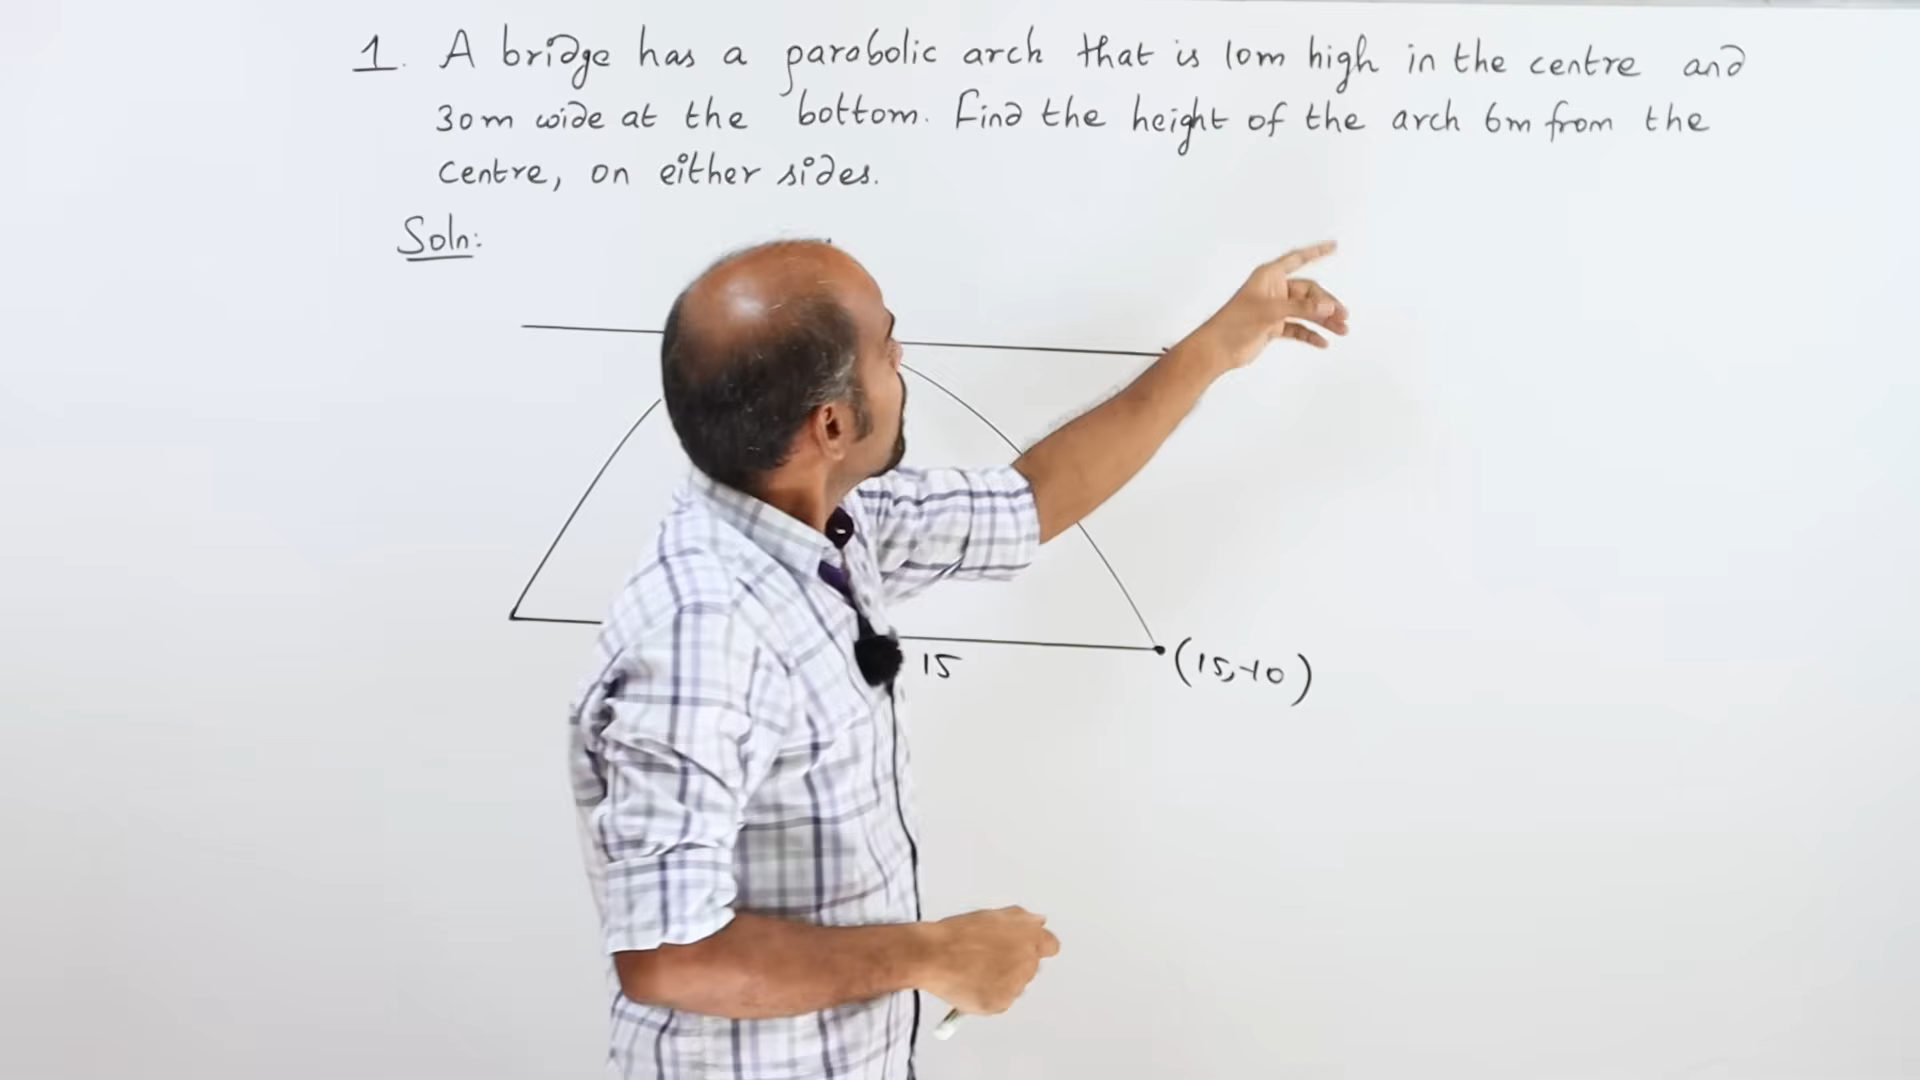 1. A bridge has a parabolic arch that is 10m high in the centre and
30m wide at the bottom. Find the height of the arch 6m from the
centre, on either sides.
Soln:
15
(15,-10)